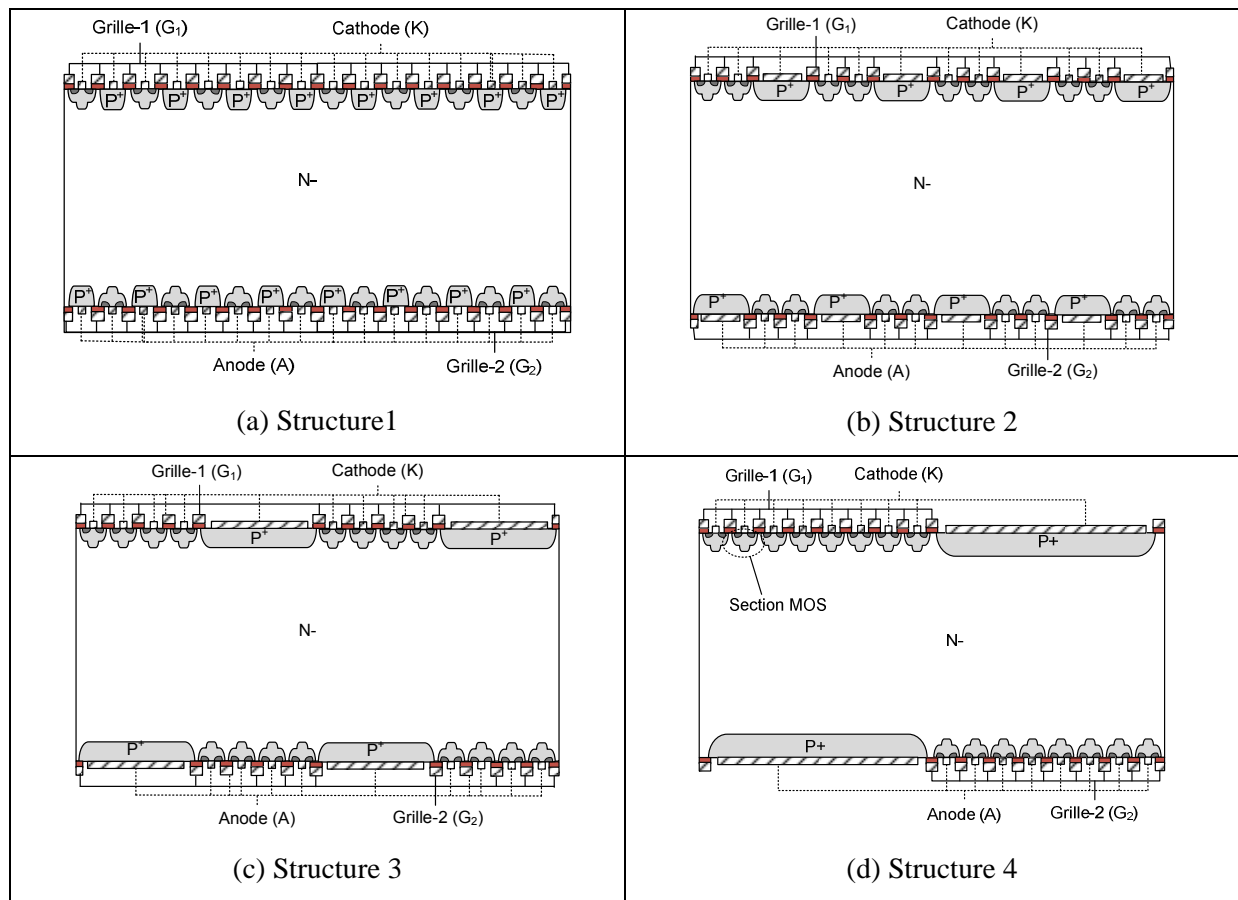 Grille-1 (G₁) Cathode (K)
P⁺ P⁺ P⁺ P⁺ P⁺ P⁺ P⁺ P⁺
N-
P⁺ P⁺ P⁺ P⁺ P⁺ P⁺ P⁺ P⁺
Anode (A) Grille-2 (G₂)
(a) Structure1
Grille-1 (G₁) Cathode (K)
P⁺ P⁺ P⁺ P⁺
N-
P⁺ P⁺ P⁺ P⁺
Anode (A) Grille-2 (G₂)
(b) Structure 2
Grille-1 (G₁) Cathode (K)
P⁺ P⁺
N-
P⁺ P⁺
Anode (A) Grille-2 (G₂)
(c) Structure 3
Grille-1 (G₁) Cathode (K)
P+
Section MOS
N-
P+
Anode (A) Grille-2 (G₂)
(d) Structure 4